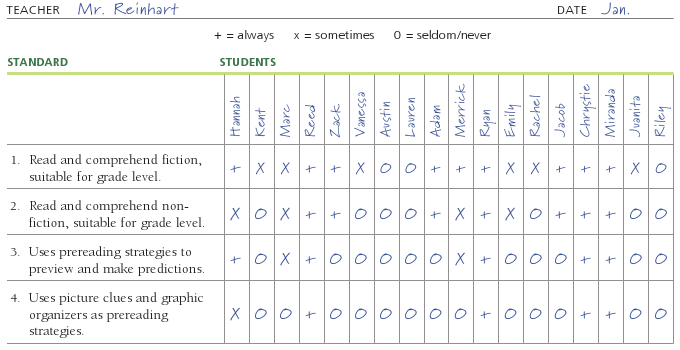 TEACHER Mr. Reinhart DATE Jan.
+ = always x = sometimes O = seldom/never
STANDARD STUDENTS
Hannah Kent Marc Reed Zack Vanessa Austin Lauren Adam Merrick Ryan Emily Rachel Jacob Chrystie Miranda Juanita Riley
1. Read and comprehend fiction,
suitable for grade level. + X X + + X O O + + + X X + + + X O
2. Read and comprehend non-
fiction, suitable for grade level. X O X + + O O O + X + X O + + + O O
3. Uses prereading strategies to
preview and make predictions. + O X + O O O O O X + O O O + + O O
4. Uses picture clues and graphic
organizers as prereading
strategies. X O O + O O O O O O + O O O + + O O